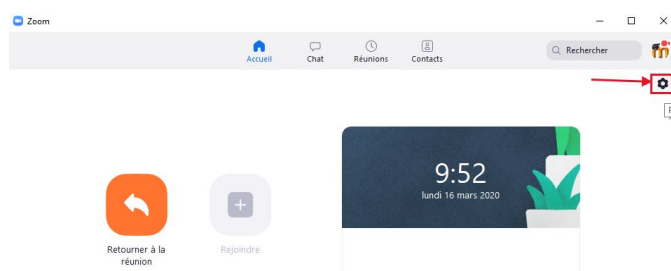 Zoom
Accueil
Chat
Réunions
Contacts
Rechercher
9:52
lundi 16 mars 2020
Retourner à la
réunion
Rejoindre